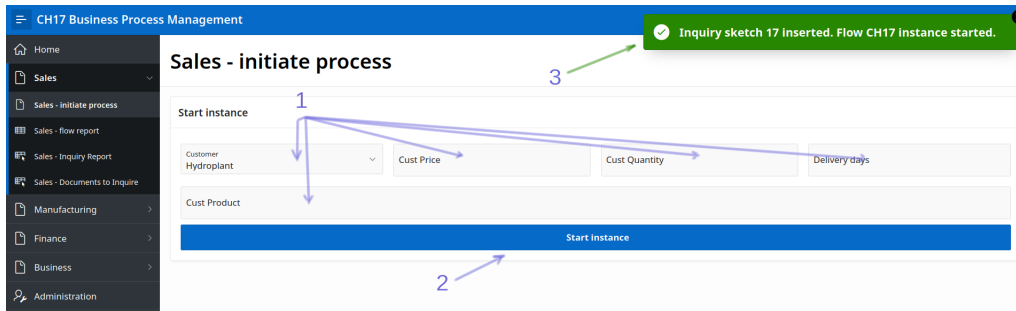 CH17 Business Process Management
Inquiry sketch 17 inserted. Flow CH17 instance started.
Home
Sales
Sales - initiate process
Sales - flow report
Sales - Inquiry Report
Sales - Documents to Inquire
Manufacturing
Finance
Business
Administration
Sales - initiate process
3
1
Start instance
Customer
Hydroplant
Cust Price
Cust Quantity
Delivery days
Cust Product
Start instance
2